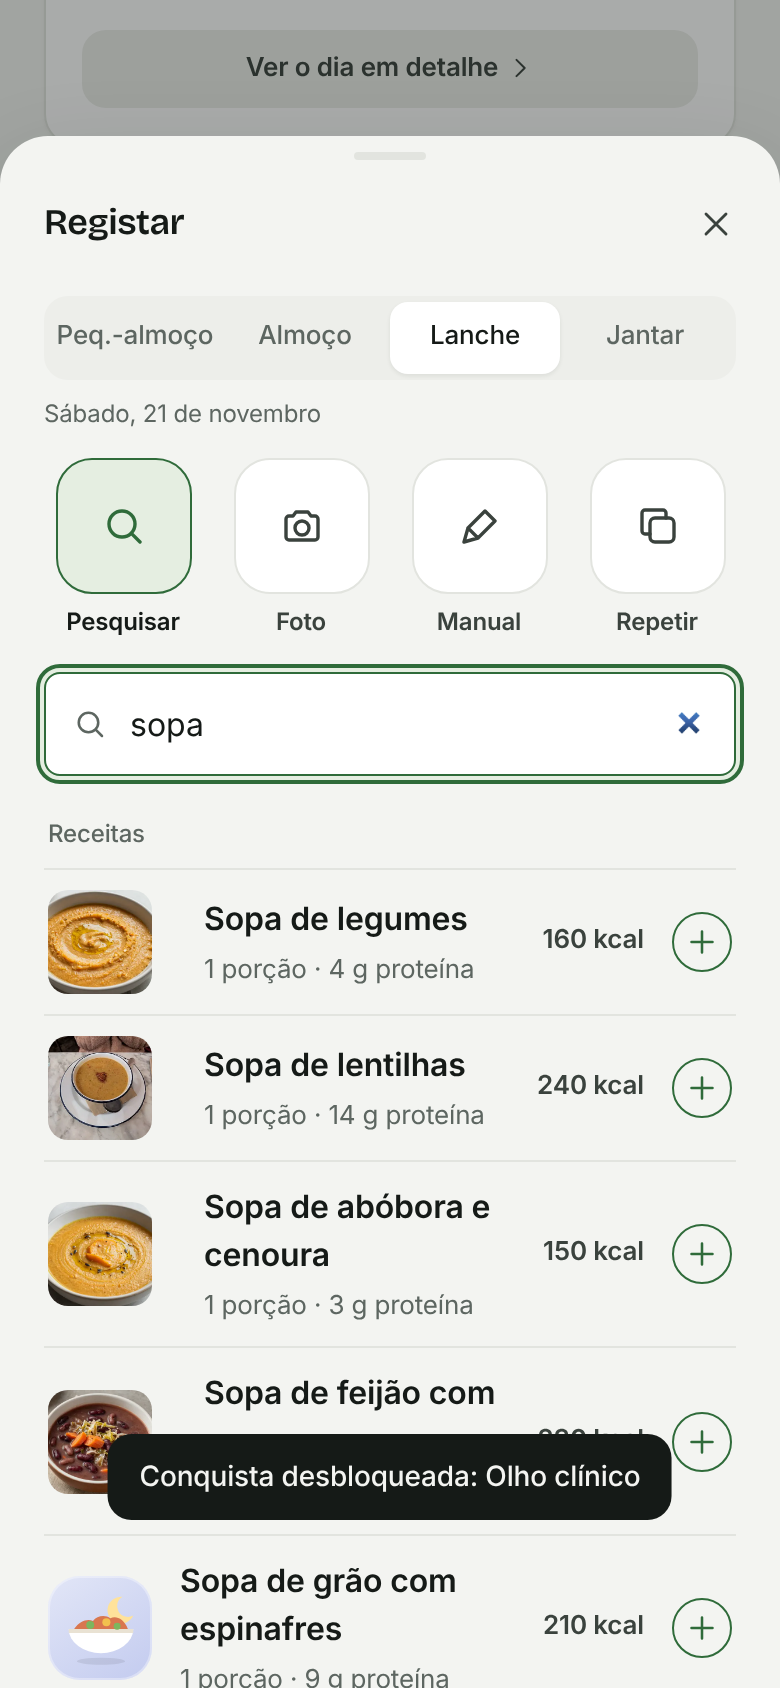 Ver o dia em detalhe
Registar
Peq.-almoço
Almoço
Lanche
Jantar
Sábado, 21 de novembro
Pesquisar
Foto
Manual
Repetir
sopa
Receitas
Sopa de legumes
1 porção · 4 g proteína
160 kcal
Sopa de lentilhas
1 porção · 14 g proteína
240 kcal
Sopa de abóbora e
cenoura
1 porção · 3 g proteína
150 kcal
Sopa de feijão com
Conquista desbloqueada: Olho clínico
Sopa de grão com
espinafres
1 porção · 9 g proteína
210 kcal